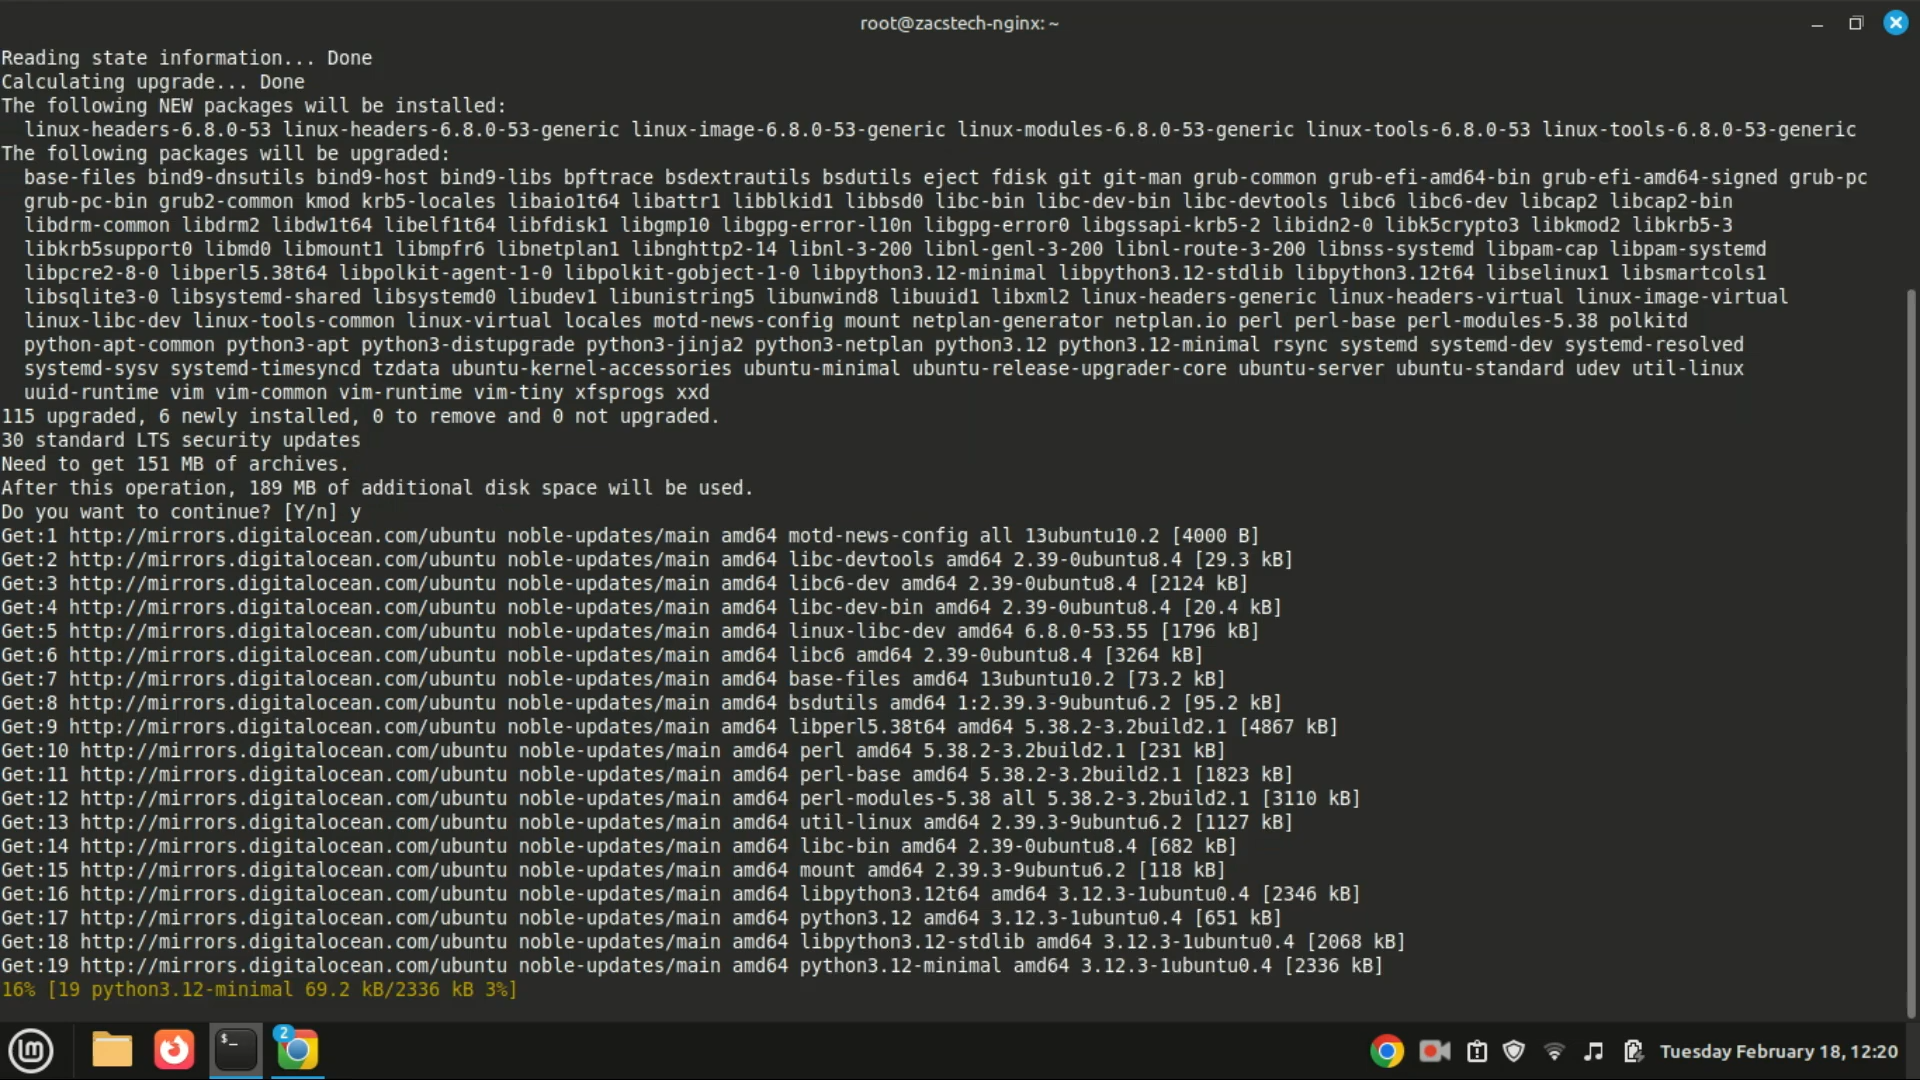 root@zacstech-nginx: ~
Reading state information... Done
Calculating upgrade... Done
The following NEW packages will be installed:
  linux-headers-6.8.0-53 linux-headers-6.8.0-53-generic linux-image-6.8.0-53-generic linux-modules-6.8.0-53-generic linux-tools-6.8.0-53 linux-tools-6.8.0-53-generic
The following packages will be upgraded:
  base-files bind9-dnsutils bind9-host bind9-libs bpftrace bsdextrautils bsdutils eject fdisk git git-man grub-common grub-efi-amd64-bin grub-efi-amd64-signed grub-pc
  grub-pc-bin grub2-common kmod krb5-locales libaio1t64 libattr1 libblkid1 libbsd0 libc-bin libc-dev-bin libc-devtools libc6 libc6-dev libcap2 libcap2-bin
  libdrm-common libdrm2 libdw1t64 libelf1t64 libfdisk1 libgmp10 libgpg-error-l10n libgpg-error0 libgssapi-krb5-2 libidn2-0 libk5crypto3 libkmod2 libkrb5-3
  libkrb5support0 libmd0 libmount1 libmpfr6 libnetplan1 libnghttp2-14 libnl-3-200 libnl-genl-3-200 libnl-route-3-200 libnss-systemd libpam-cap libpam-systemd
  libpcre2-8-0 libperl5.38t64 libpolkit-agent-1-0 libpolkit-gobject-1-0 libpython3.12-minimal libpython3.12-stdlib libpython3.12t64 libselinux1 libsmartcols1
  libsqlite3-0 libsystemd-shared libsystemd0 libudev1 libunistring5 libunwind8 libuuid1 libxml2 linux-headers-generic linux-headers-virtual linux-image-virtual
  linux-libc-dev linux-tools-common linux-virtual locales motd-news-config mount netplan-generator netplan.io perl perl-base perl-modules-5.38 polkitd
  python-apt-common python3-apt python3-distupgrade python3-jinja2 python3-netplan python3.12 python3.12-minimal rsync systemd systemd-dev systemd-resolved
  systemd-sysv systemd-timesyncd tzdata ubuntu-kernel-accessories ubuntu-minimal ubuntu-release-upgrader-core ubuntu-server ubuntu-standard udev util-linux
  uuid-runtime vim vim-common vim-runtime vim-tiny xfsprogs xxd
115 upgraded, 6 newly installed, 0 to remove and 0 not upgraded.
30 standard LTS security updates
Need to get 151 MB of archives.
After this operation, 189 MB of additional disk space will be used.
Do you want to continue? [Y/n] y
Get:1 http://mirrors.digitalocean.com/ubuntu noble-updates/main amd64 motd-news-config all 13ubuntu10.2 [4000 B]
Get:2 http://mirrors.digitalocean.com/ubuntu noble-updates/main amd64 libc-devtools amd64 2.39-0ubuntu8.4 [29.3 kB]
Get:3 http://mirrors.digitalocean.com/ubuntu noble-updates/main amd64 libc6-dev amd64 2.39-0ubuntu8.4 [2124 kB]
Get:4 http://mirrors.digitalocean.com/ubuntu noble-updates/main amd64 libc-dev-bin amd64 2.39-0ubuntu8.4 [20.4 kB]
Get:5 http://mirrors.digitalocean.com/ubuntu noble-updates/main amd64 linux-libc-dev amd64 6.8.0-53.55 [1796 kB]
Get:6 http://mirrors.digitalocean.com/ubuntu noble-updates/main amd64 libc6 amd64 2.39-0ubuntu8.4 [3264 kB]
Get:7 http://mirrors.digitalocean.com/ubuntu noble-updates/main amd64 base-files amd64 13ubuntu10.2 [73.2 kB]
Get:8 http://mirrors.digitalocean.com/ubuntu noble-updates/main amd64 bsdutils amd64 1:2.39.3-9ubuntu6.2 [95.2 kB]
Get:9 http://mirrors.digitalocean.com/ubuntu noble-updates/main amd64 libperl5.38t64 amd64 5.38.2-3.2build2.1 [4867 kB]
Get:10 http://mirrors.digitalocean.com/ubuntu noble-updates/main amd64 perl amd64 5.38.2-3.2build2.1 [231 kB]
Get:11 http://mirrors.digitalocean.com/ubuntu noble-updates/main amd64 perl-base amd64 5.38.2-3.2build2.1 [1823 kB]
Get:12 http://mirrors.digitalocean.com/ubuntu noble-updates/main amd64 perl-modules-5.38 all 5.38.2-3.2build2.1 [3110 kB]
Get:13 http://mirrors.digitalocean.com/ubuntu noble-updates/main amd64 util-linux amd64 2.39.3-9ubuntu6.2 [1127 kB]
Get:14 http://mirrors.digitalocean.com/ubuntu noble-updates/main amd64 libc-bin amd64 2.39-0ubuntu8.4 [682 kB]
Get:15 http://mirrors.digitalocean.com/ubuntu noble-updates/main amd64 mount amd64 2.39.3-9ubuntu6.2 [118 kB]
Get:16 http://mirrors.digitalocean.com/ubuntu noble-updates/main amd64 libpython3.12t64 amd64 3.12.3-1ubuntu0.4 [2346 kB]
Get:17 http://mirrors.digitalocean.com/ubuntu noble-updates/main amd64 python3.12 amd64 3.12.3-1ubuntu0.4 [651 kB]
Get:18 http://mirrors.digitalocean.com/ubuntu noble-updates/main amd64 libpython3.12-stdlib amd64 3.12.3-1ubuntu0.4 [2068 kB]
Get:19 http://mirrors.digitalocean.com/ubuntu noble-updates/main amd64 python3.12-minimal amd64 3.12.3-1ubuntu0.4 [2336 kB]
16% [19 python3.12-minimal 69.2 kB/2336 kB 3%]
2
Tuesday February 18, 12:20